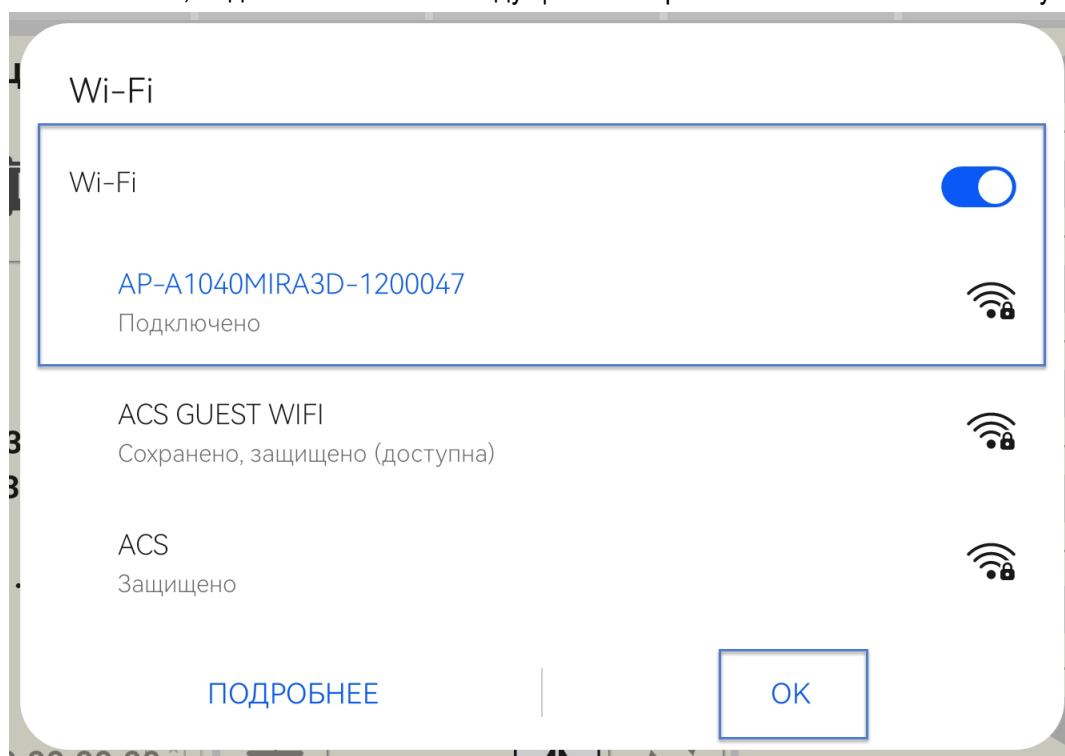 Wi-Fi
Wi-Fi
AP-A1040MIRA3D-1200047
Подключено
ACS GUEST WIFI
Сохранено, защищено (доступна)
ACS
Защищено
ПОДРОБНЕЕ
OK